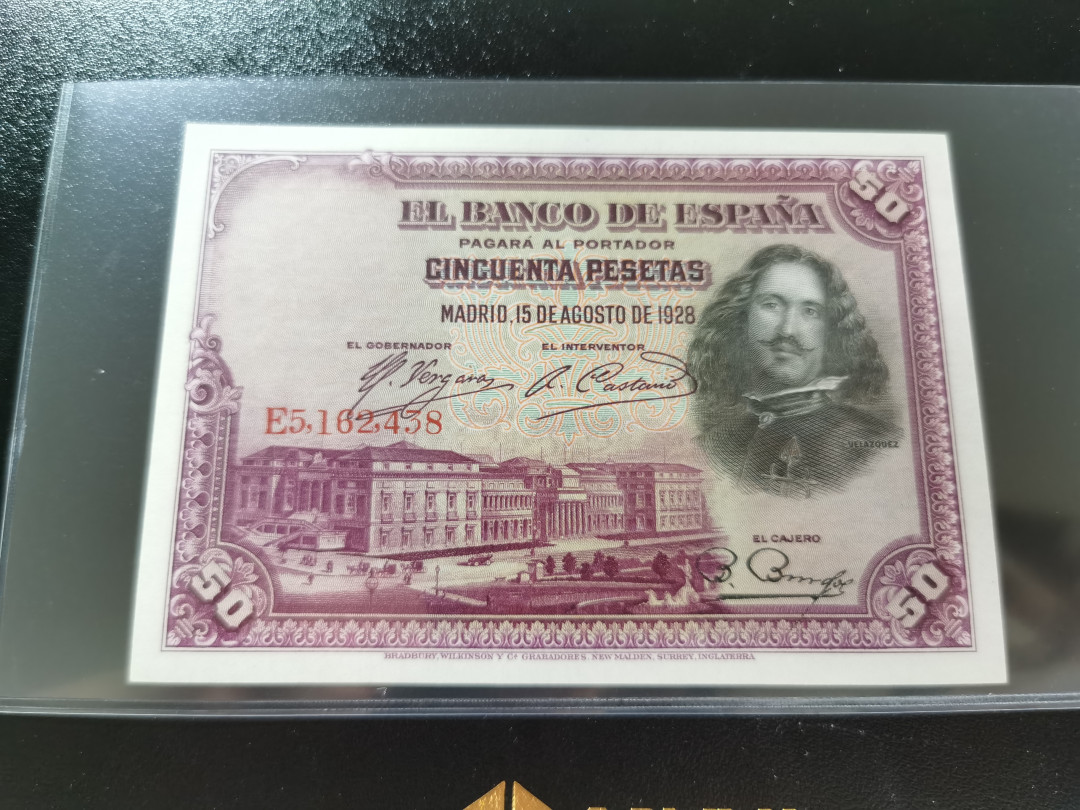 50
EL BANCO DE ESPAÑA
PAGARÁ AL PORTADOR
CINCUENTA PESETAS
MADRID, 15 DE AGOSTO DE 1928
EL GOBERNADOR EL INTERVENTOR
E5,162,438
VELAZQUEZ
EL CAJERO
50 50
BRADBURY, WILKINSON Y Cª GRABADORES. NEW MALDEN, SURREY, INGLATERRA